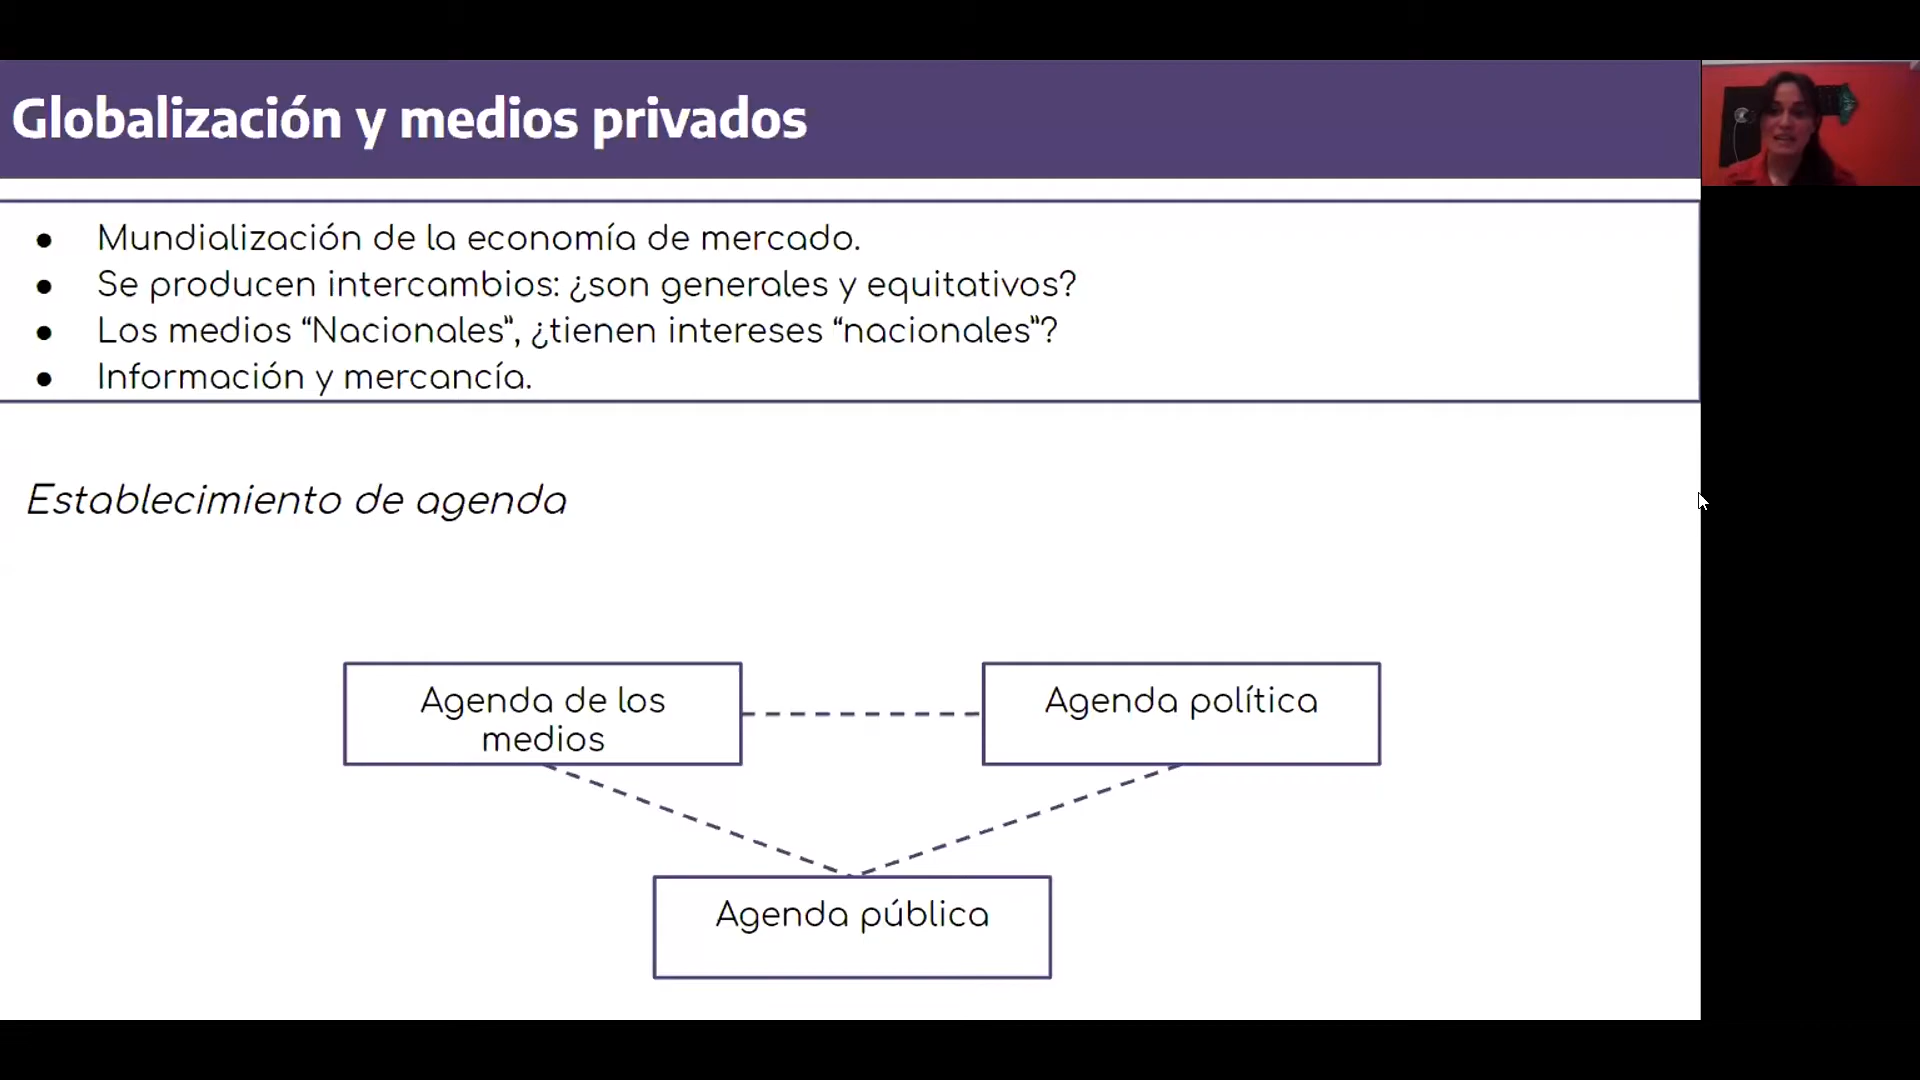 Globalización y medios privados
● Mundialización de la economía de mercado.
● Se producen intercambios: ¿son generales y equitativos?
● Los medios “Nacionales”, ¿tienen intereses “nacionales”?
● Información y mercancía.
Establecimiento de agenda
Agenda de los
medios
Agenda política
Agenda pública